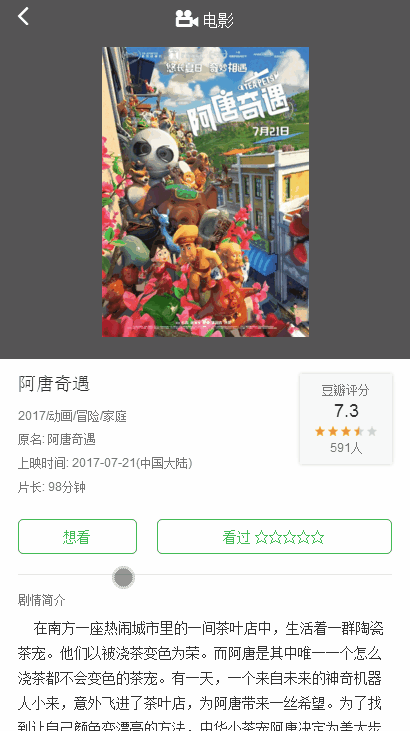 电影
悠长夏日 奇妙相遇
TEA PETS
阿唐奇遇
7月21日
阿唐奇遇
豆瓣评分
7.3
591人
2017/动画/冒险/家庭
原名: 阿唐奇遇
上映时间: 2017-07-21(中国大陆)
片长: 98分钟
想看
看过
剧情简介
在南方一座热闹城市里的一间茶叶店中，生活着一群陶瓷
茶宠。他们以被浇茶变色为荣。而阿唐是其中唯一一个怎么
浇茶都不会变色的茶宠。有一天，一个来自未来的神奇机器
人小来，意外飞进了茶叶店，为阿唐带来一丝希望。为了找
到让自己颜色变漂亮的方法，中华小茶宠阿唐决定为美大步